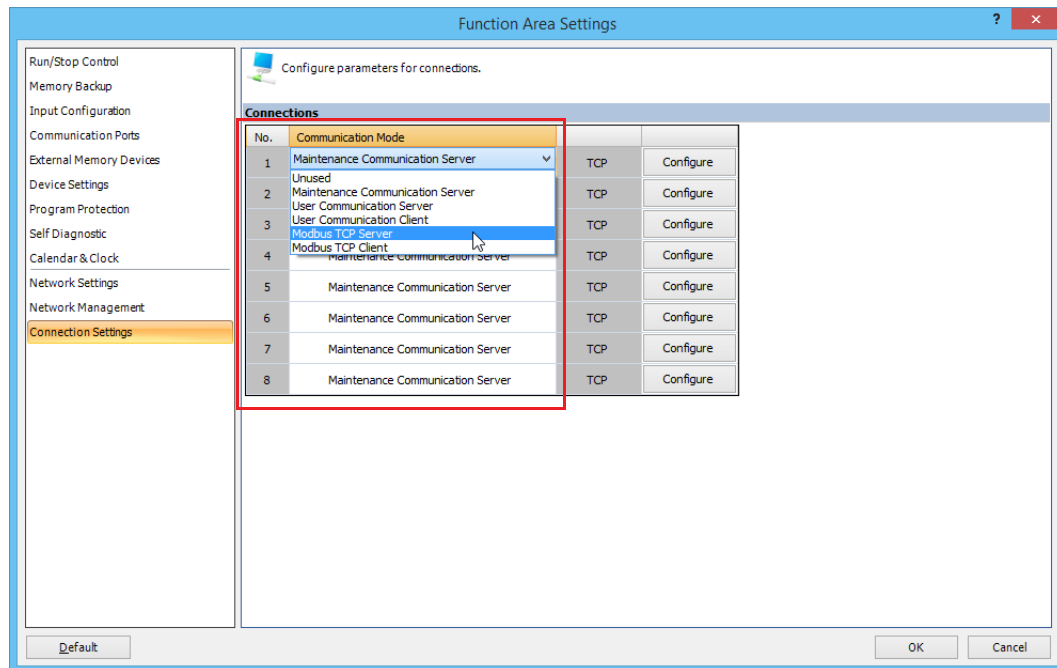 Function Area Settings
? ×
Run/Stop Control
Memory Backup
Input Configuration
Communication Ports
External Memory Devices
Device Settings
Program Protection
Self Diagnostic
Calendar & Clock
Network Settings
Network Management
Connection Settings
Configure parameters for connections.
Connections
No. Communication Mode
1 Maintenance Communication Server TCP Configure
Unused
Maintenance Communication Server
User Communication Server
User Communication Client
Modbus TCP Server
Modbus TCP Client
2 TCP Configure
3 TCP Configure
4 Maintenance Communication Server TCP Configure
5 Maintenance Communication Server TCP Configure
6 Maintenance Communication Server TCP Configure
7 Maintenance Communication Server TCP Configure
8 Maintenance Communication Server TCP Configure
Default OK Cancel